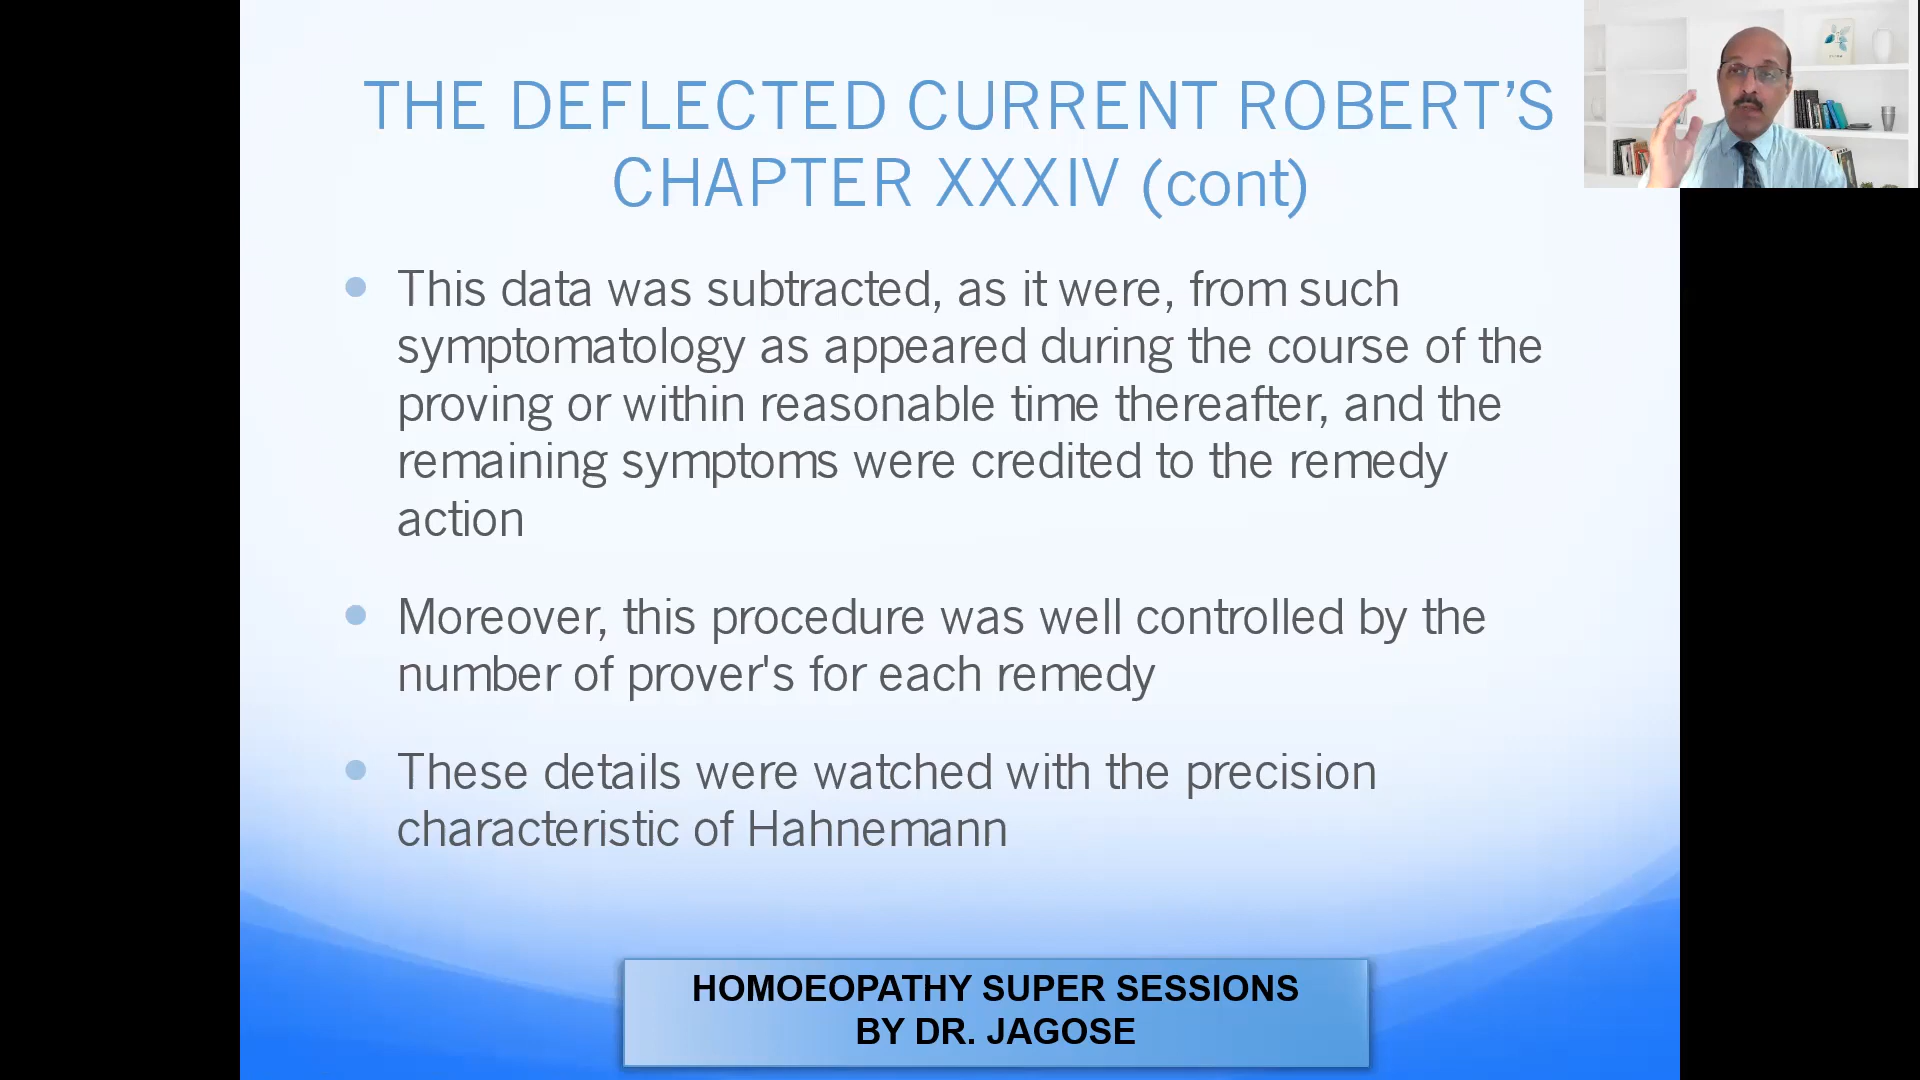 THE DEFLECTED CURRENT ROBERT’S
CHAPTER XXXIV (cont)
This data was subtracted, as it were, from such
symptomatology as appeared during the course of the
proving or within reasonable time thereafter, and the
remaining symptoms were credited to the remedy
action
Moreover, this procedure was well controlled by the
number of prover's for each remedy
These details were watched with the precision
characteristic of Hahnemann
HOMOEOPATHY SUPER SESSIONS
BY DR. JAGOSE